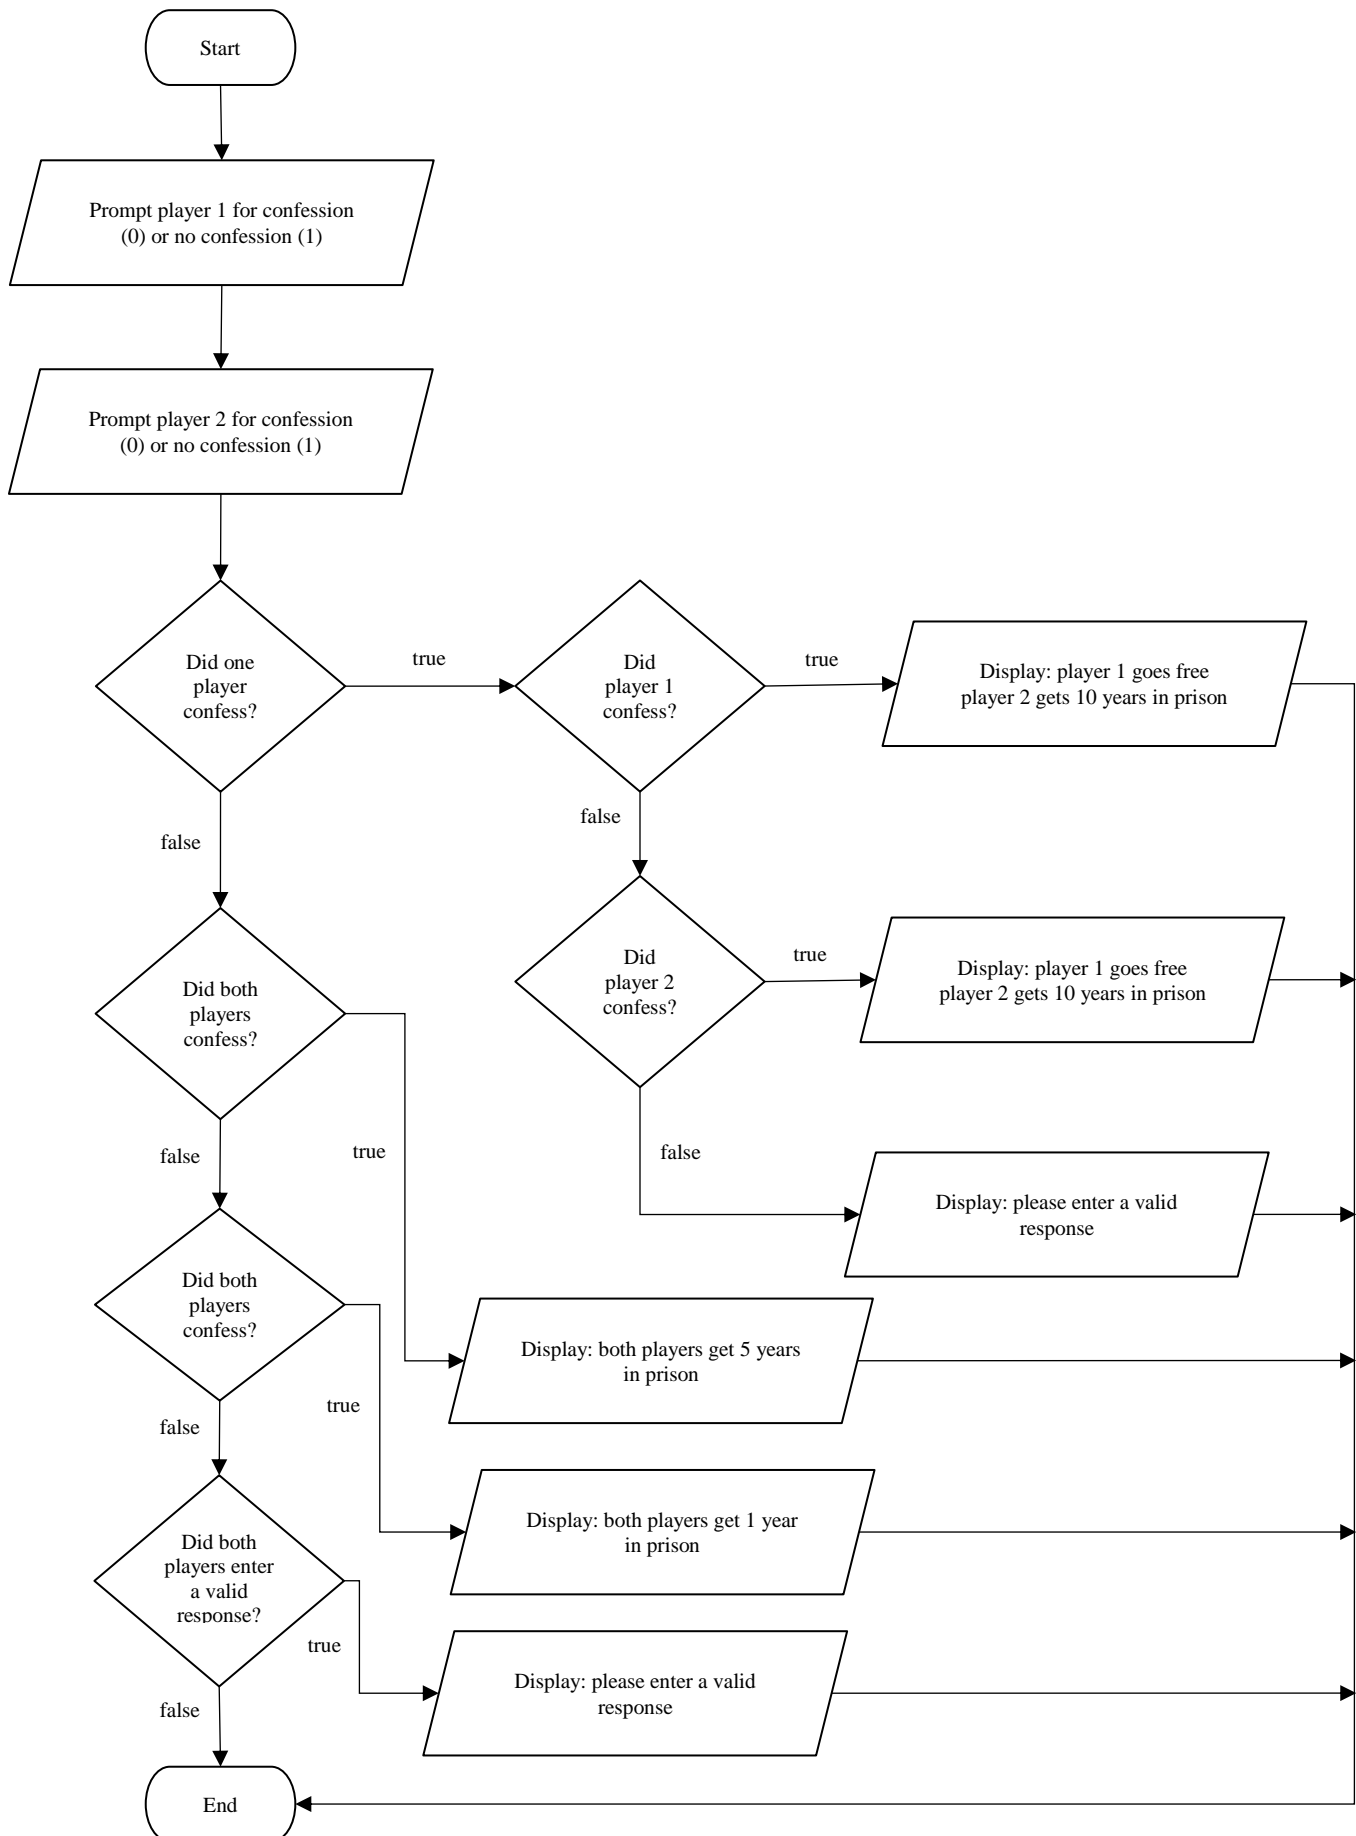 Start
Prompt player 1 for confession
(0) or no confession (1)
Prompt player 2 for confession
(0) or no confession (1)
Did one
player
confess?
true
Did
player 1
confess?
true
Display: player 1 goes free
player 2 gets 10 years in prison
false
false
Did
player 2
confess?
true
Display: player 1 goes free
player 2 gets 10 years in prison
Did both
players
confess?
false
true
false
Display: please enter a valid
response
Did both
players
confess?
Display: both players get 5 years
in prison
false
true
Display: both players get 1 year
in prison
Did both
players enter
a valid
response?
true
Display: please enter a valid
response
false
End